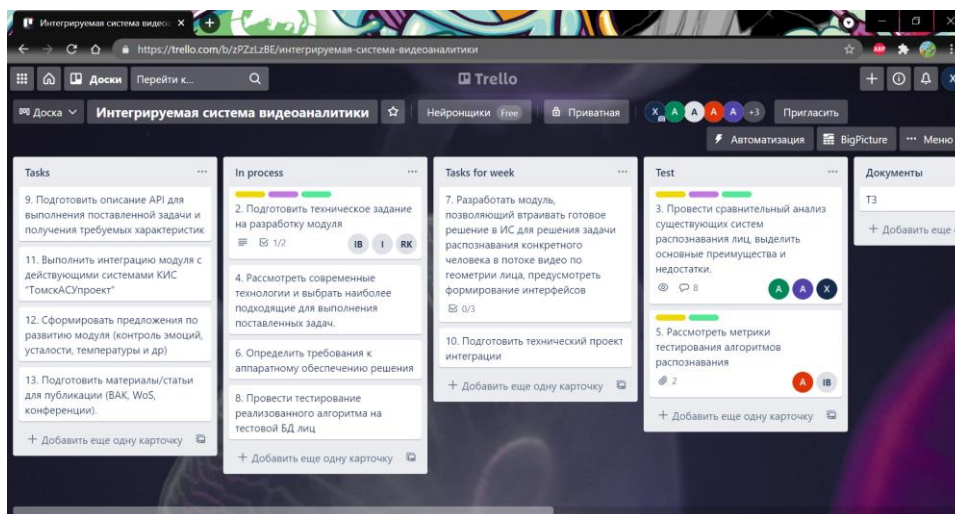 Интегрируемая система видео
https://trello.com/b/zPZzLzBE/интегрируемая-система-видеоаналитики
ABP
Доски
Перейти к...
Trello
Доска
Интегрируемая система видеоаналитики
Нейронщики Free
Приватная
X A A A A +3
Пригласить
Автоматизация
BigPicture
Меню
Tasks
9. Подготовить описание API для
выполнения поставленной задачи и
получения требуемых характеристик
11. Выполнить интеграцию модуля с
действующими системами КИС
"ТомскАСУпроект"
12. Сформировать предложения по
развитию модуля (контроль эмоций,
усталости, температуры и др)
13. Подготовить материалы/статьи
для публикации (ВАК, WoS,
конференции).
+ Добавить еще одну карточку
In process
2. Подготовить техническое задание
на разработку модуля
1/2
IB I RK
4. Рассмотреть современные
технологии и выбрать наиболее
подходящие для выполнения
поставленных задач.
6. Определить требования к
аппаратному обеспечению решения
8. Провести тестирование
реализованного алгоритма на
тестовой БД лиц
+ Добавить еще одну карточку
Tasks for week
7. Разработать модуль,
позволяющий втраивать готовое
решение в ИС для решения задачи
распознавания конкретного
человека в потоке видео по
геометрии лица, предусмотреть
формирование интерфейсов
0/3
10. Подготовить технический проект
интеграции
+ Добавить еще одну карточку
Test
3. Провести сравнительный анализ
существующих систем
распознавания лиц, выделить
основные преимущества и
недостатки.
8
A A X
5. Рассмотреть метрики
тестирования алгоритмов
распознавания
2
A IB
+ Добавить еще одну карточку
Документы
ТЗ
+ Добавить еще